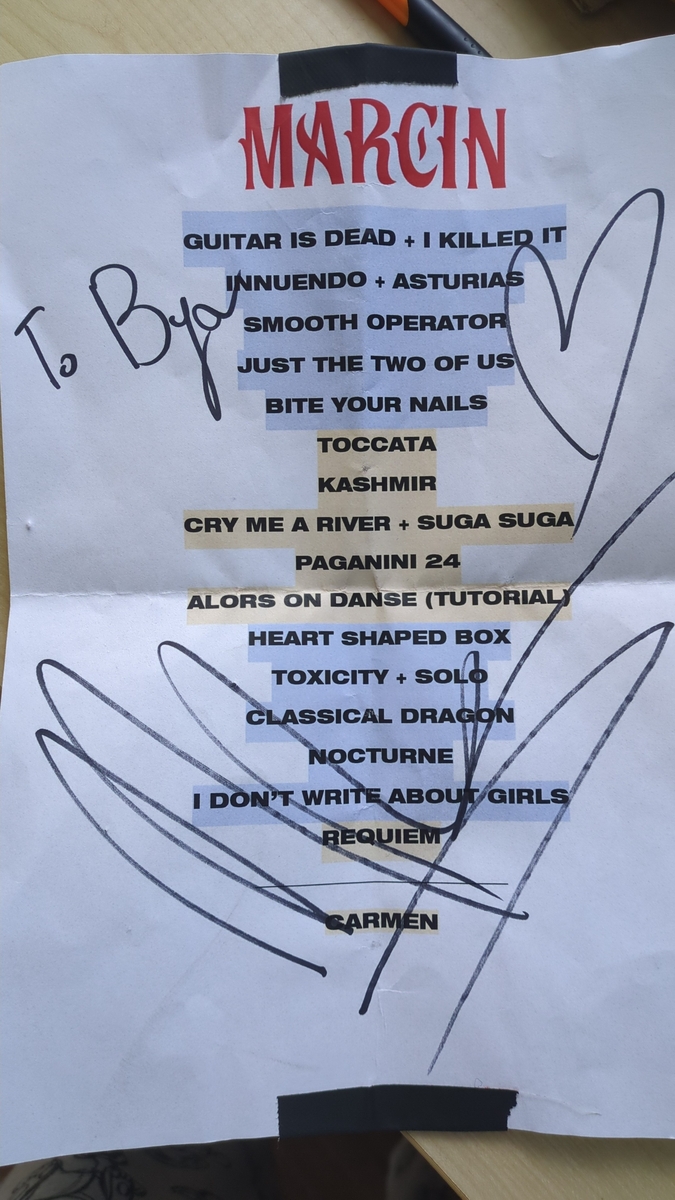 MARCIN
GUITAR IS DEAD + I KILLED IT
INNUENDO + ASTURIAS
To Bya
SMOOTH OPERATOR
JUST THE TWO OF US
BITE YOUR NAILS
TOCCATA
KASHMIR
CRY ME A RIVER + SUGA SUGA
PAGANINI 24
ALORS ON DANSE (TUTORIAL)
HEART SHAPED BOX
TOXICITY + SOLO
CLASSICAL DRAGON
NOCTURNE
I DON'T WRITE ABOUT GIRLS
REQUIEM
CARMEN